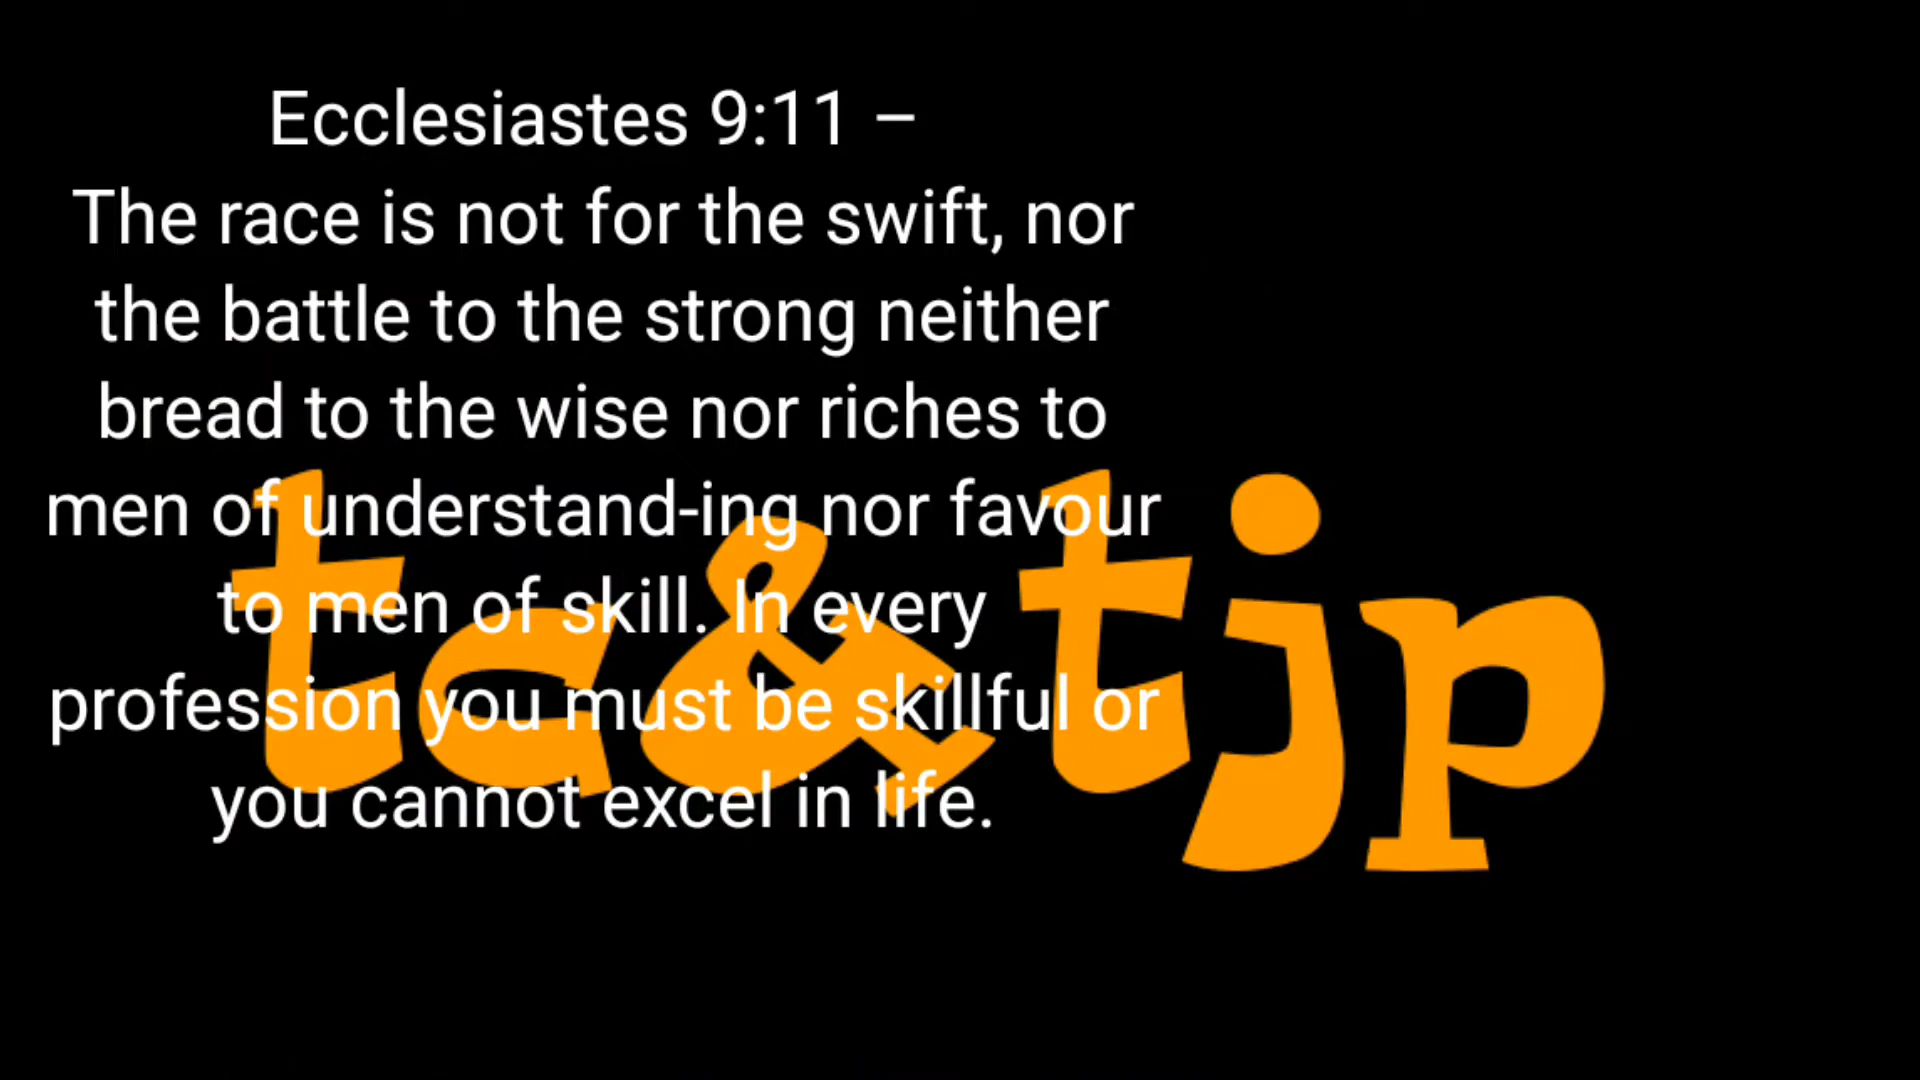 Ecclesiastes 9:11 –
The race is not for the swift, nor
the battle to the strong neither
bread to the wise nor riches to
men of understand-ing nor favour
to men of skill. In every
profession you must be skillful or
you cannot excel in life.
tc&tjp